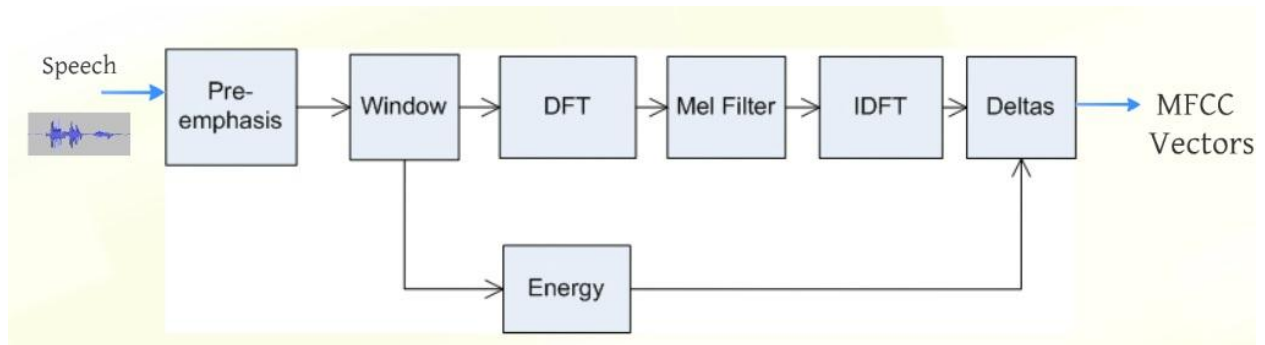 Speech
Pre-
emphasis
Window
DFT
Mel Filter
IDFT
Deltas
MFCC
Vectors
Energy